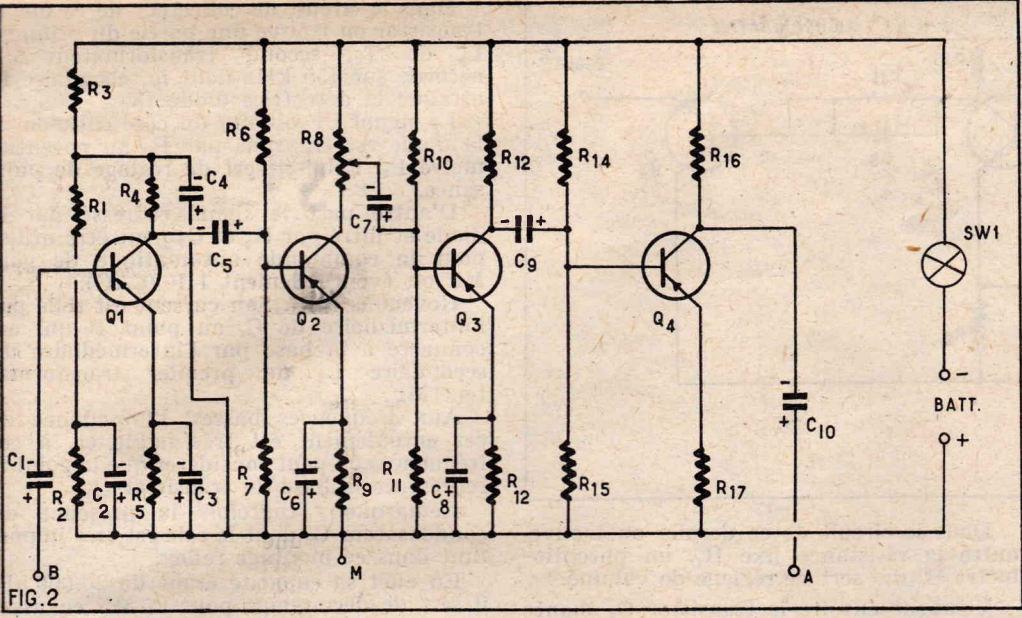 R3
R6
R8
R10
R12
R14
R16
R4
- C4
+
R1
C7
-
+
- +
C5
- +
C9
SW1
Q1
Q2
Q3
Q4
-
BATT.
+
-
+ C10
C1 -
+
R2
-
C2 +
R5
-
+ C3
R7
-
C6 +
R9
R11
-
C8 +
R12
R15
R17
B
M
A
FIG.2